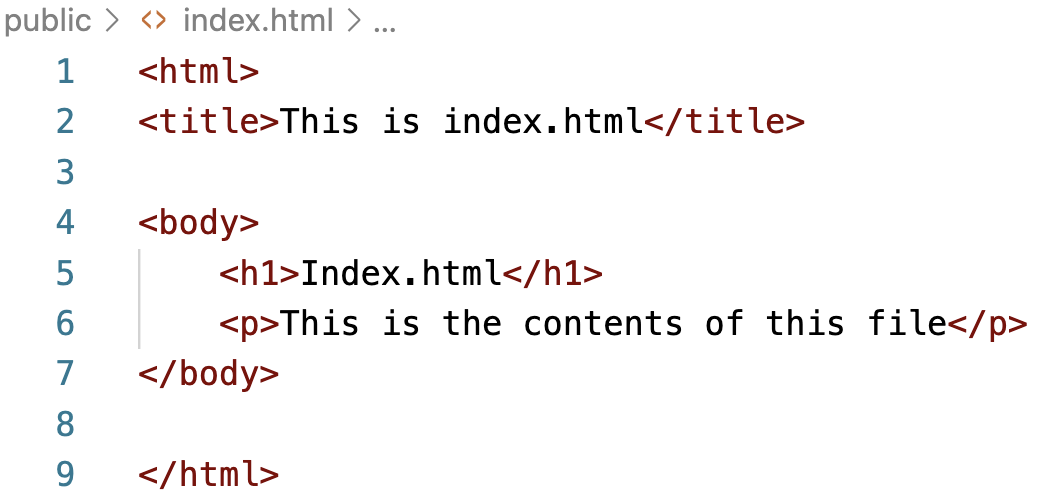 public > <> index.html > ...
1 <html>
2 <title>This is index.html</title>
3
4 <body>
5     <h1>Index.html</h1>
6     <p>This is the contents of this file</p>
7 </body>
8
9 </html>